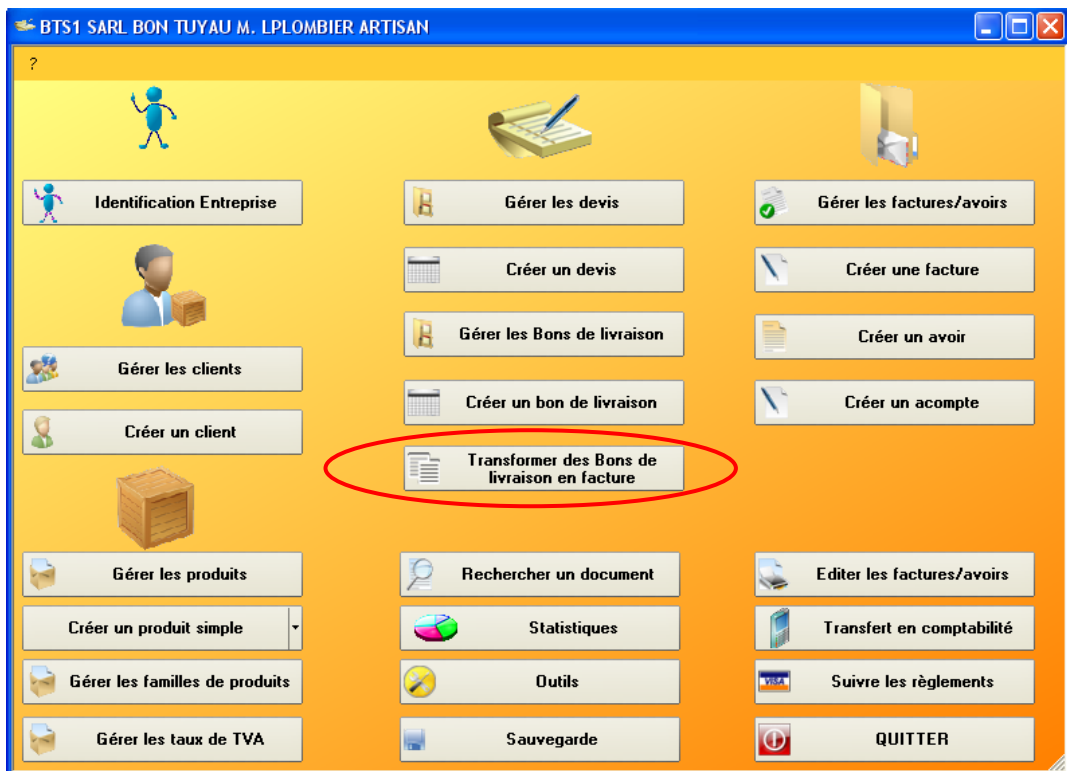 BTS1 SARL BON TUYAU M. LPLOMBIER ARTISAN
?
Identification Entreprise
Gérer les clients
Créer un client
Gérer les produits
Créer un produit simple
Gérer les familles de produits
Gérer les taux de TVA
Gérer les devis
Créer un devis
Gérer les Bons de livraison
Créer un bon de livraison
Transformer des Bons de
livraison en facture
Rechercher un document
Statistiques
Outils
Sauvegarde
Gérer les factures/avoirs
Créer une facture
Créer un avoir
Créer un acompte
Editer les factures/avoirs
Transfert en comptabilité
VISA
Suivre les règlements
QUITTER